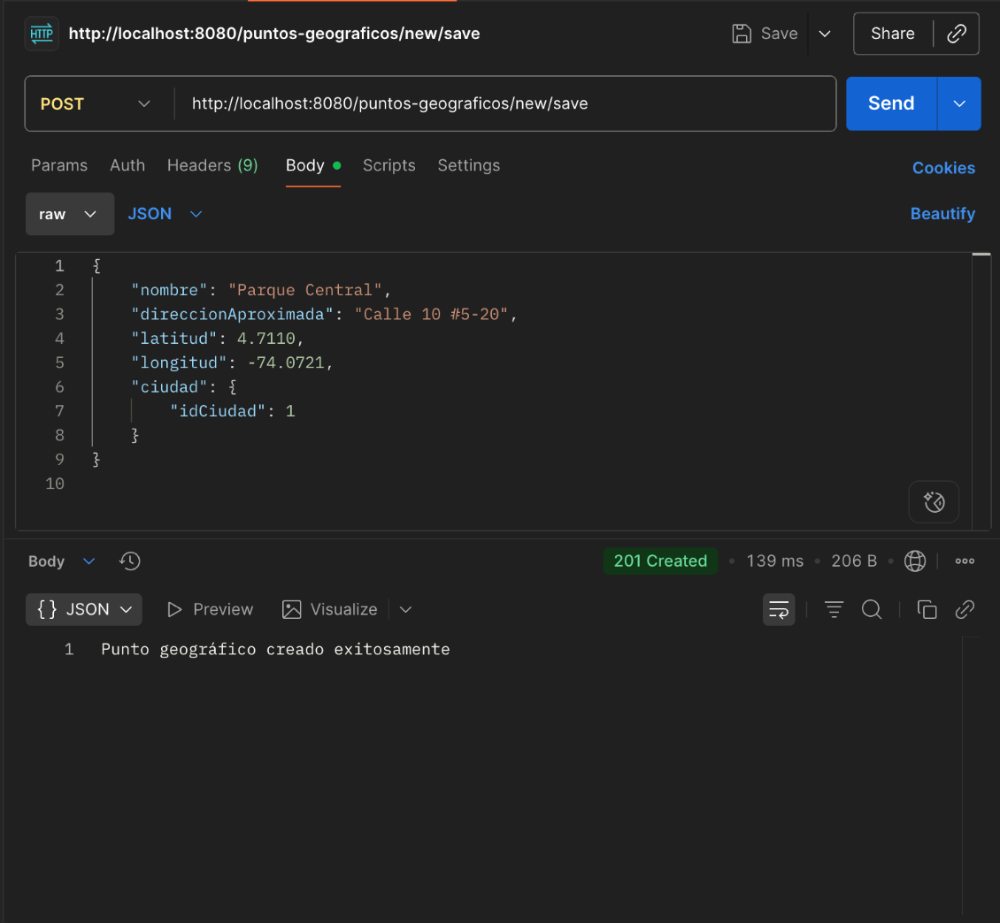 HTTP http://localhost:8080/puntos-geograficos/new/save Save Share
POST http://localhost:8080/puntos-geograficos/new/save Send
Params Auth Headers (9) Body Scripts Settings Cookies
raw JSON Beautify
1 {
2 "nombre": "Parque Central",
3 "direccionAproximada": "Calle 10 #5-20",
4 "latitud": 4.7110,
5 "longitud": -74.0721,
6 "ciudad": {
7 "idCiudad": 1
8 }
9 }
10
Body 201 Created • 139 ms • 206 B •
{} JSON Preview Visualize
1 Punto geográfico creado exitosamente